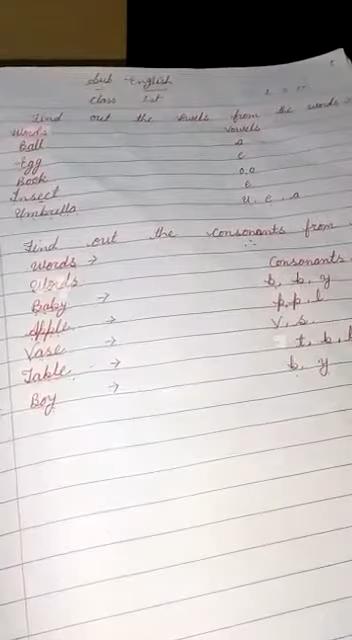 Sub English
Class 1st
Find out the vowels from the words →
Words Vowels
Ball a
Egg e
Book o,o
Insect e
Umbrella u, e, a
Find out the consonants from
Words →
Words Consonants
Baby → b, b, y
Apple → p,p,l
Vase → v, s.
Table → t, b, l
Boy → b, y